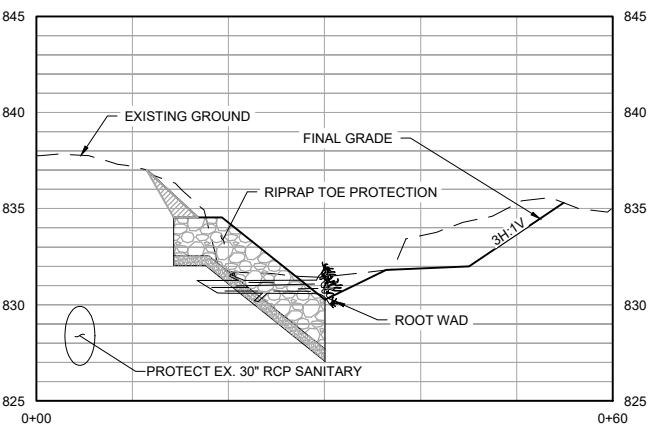 845
845
840
840
EXISTING GROUND
FINAL GRADE
RIPRAP TOE PROTECTION
835
835
3H:1V
830
830
ROOT WAD
PROTECT EX. 30" RCP SANITARY
825
825
0+00
0+60